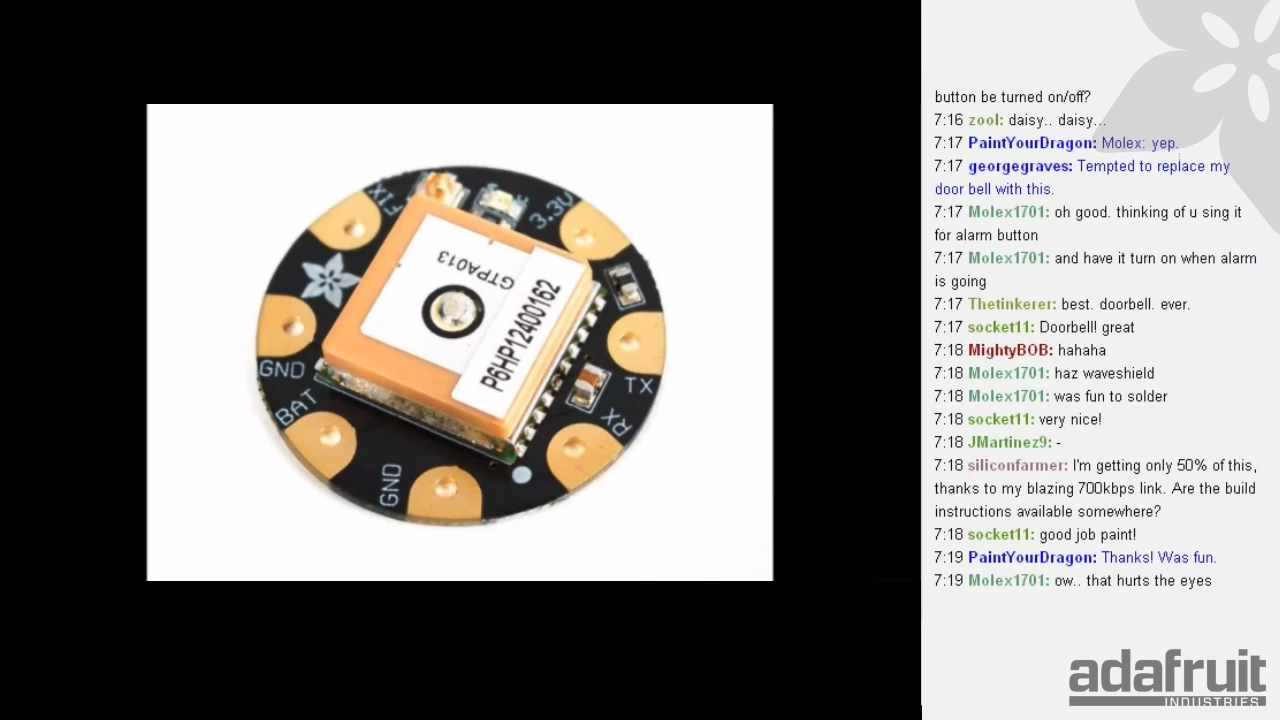 FIX
3.3V
GTPA013
P6HP12400162
GND
BAT
GND
RX
TX
button be turned on/off?
7:16 zool: daisy.. daisy...
7:17 PaintYourDragon: Molex: yep.
7:17 georgegraves: Tempted to replace my
door bell with this.
7:17 Molex1701: oh good. thinking of u sing it
for alarm button
7:17 Molex1701: and have it turn on when alarm
is going
7:17 Thetinkerer: best. doorbell. ever.
7:17 socket11: Doorbell! great
7:18 MightyBOB: hahaha
7:18 Molex1701: haz waveshield
7:18 Molex1701: was fun to solder
7:18 socket11: very nice!
7:18 JMartinez9: -
7:18 siliconfarmer: I'm getting only 50% of this,
thanks to my blazing 700kbps link. Are the build
instructions available somewhere?
7:18 socket11: good job paint!
7:19 PaintYourDragon: Thanks! Was fun.
7:19 Molex1701: ow.. that hurts the eyes
adafruit
INDUSTRIES